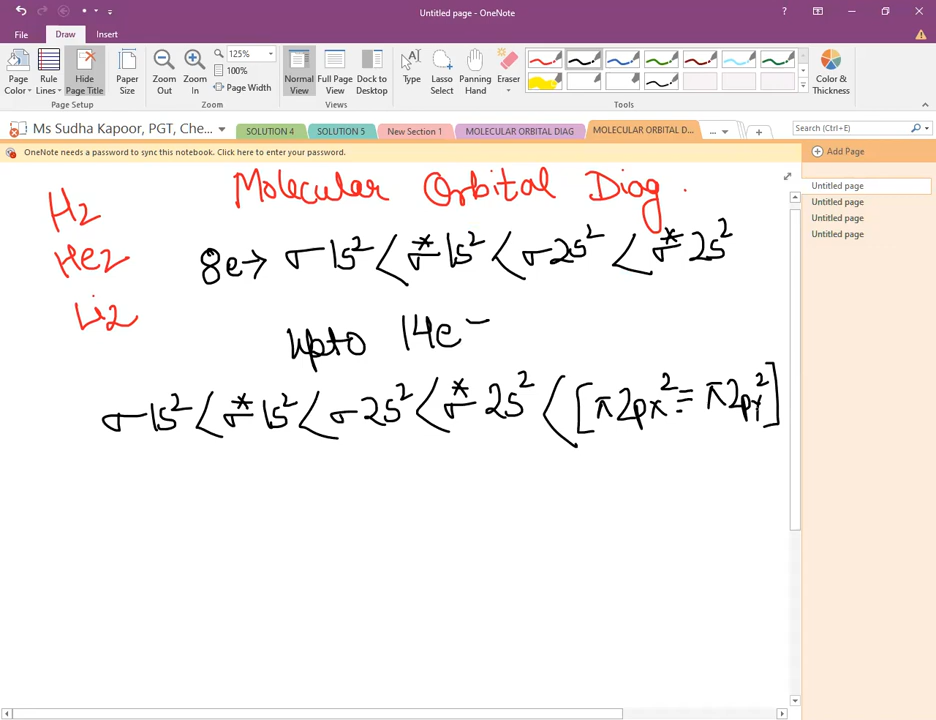 Untitled page - OneNote
File Draw Insert
Page Color Rule Lines Hide Page Title Paper Size Zoom Out Zoom In 125% 100% Page Width Normal View Full Page View Dock to Desktop Type Lasso Select Panning Hand Eraser Color & Thickness
Page Setup Zoom Views Tools
Ms Sudha Kapoor, PGT, Che... SOLUTION 4 SOLUTION 5 New Section 1 MOLECULAR ORBITAL DIAG MOLECULAR ORBITAL D... ... Search (Ctrl+E)
OneNote needs a password to sync this notebook. Click here to enter your password.
Add Page
Untitled page
Untitled page
Untitled page
Untitled page
Molecular Orbital Diag.
H2
He2
Li2
8e→ σ1s² < σ*1s² < σ2s² < σ*2s²
upto 14e⁻
σ1s² < σ*1s² < σ2s² < σ*2s² < [π2px² = π2py²]